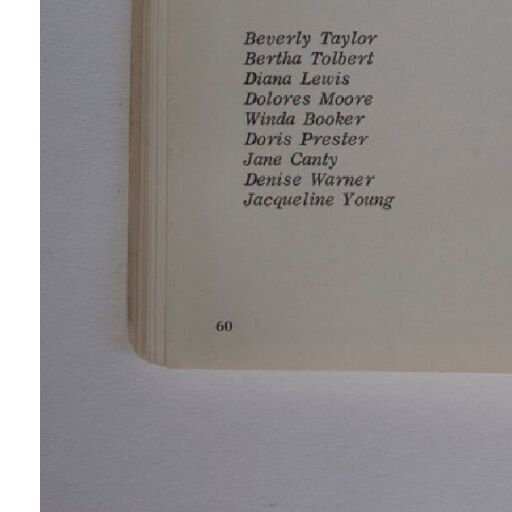 Beverly Taylor
Bertha Tolbert
Diana Lewis
Dolores Moore
Winda Booker
Doris Prester
Jane Canty
Denise Warner
Jacqueline Young
60